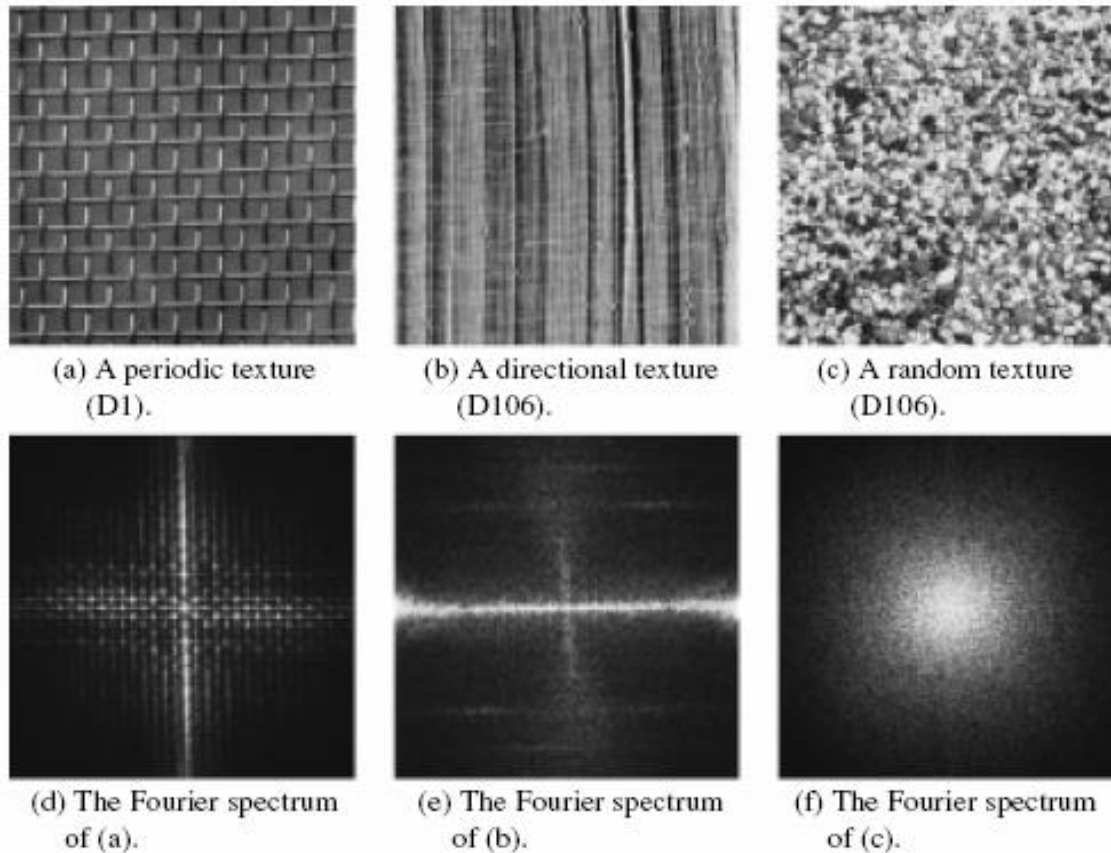 (a) A periodic texture
(D1).
(b) A directional texture
(D106).
(c) A random texture
(D106).
(d) The Fourier spectrum
of (a).
(e) The Fourier spectrum
of (b).
(f) The Fourier spectrum
of (c).